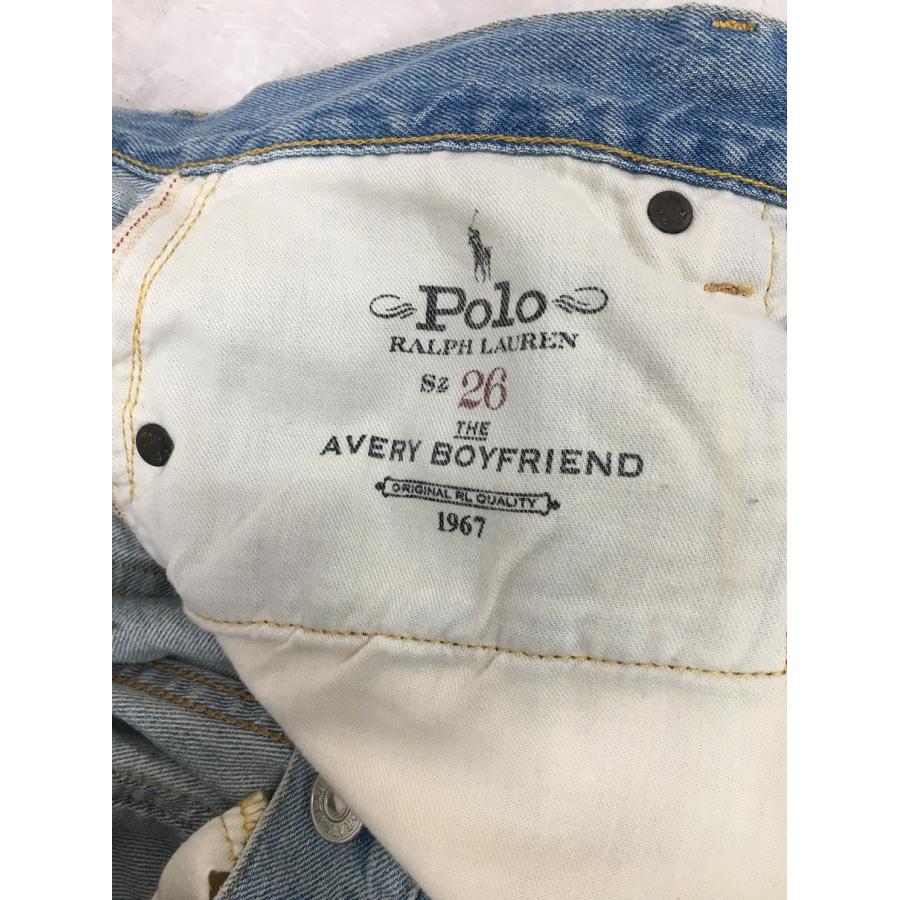 Polo
RALPH LAUREN
Sz 26
THE
AVERY BOYFRIEND
ORIGINAL RL QUALITY
1967